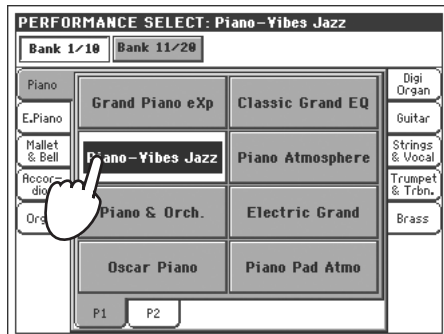 PERFORMANCE SELECT: Piano-Vibes Jazz
Bank 1/10 Bank 11/20
Piano
E.Piano
Mallet
& Bell
Accor-
dio
Or
Grand Piano eXp Classic Grand EQ
Piano-Vibes Jazz Piano Atmosphere
Piano & Orch. Electric Grand
Oscar Piano Piano Pad Atmo
P1 P2
Digi
Organ
Guitar
Strings
& Vocal
Trumpet
& Trbn.
Brass